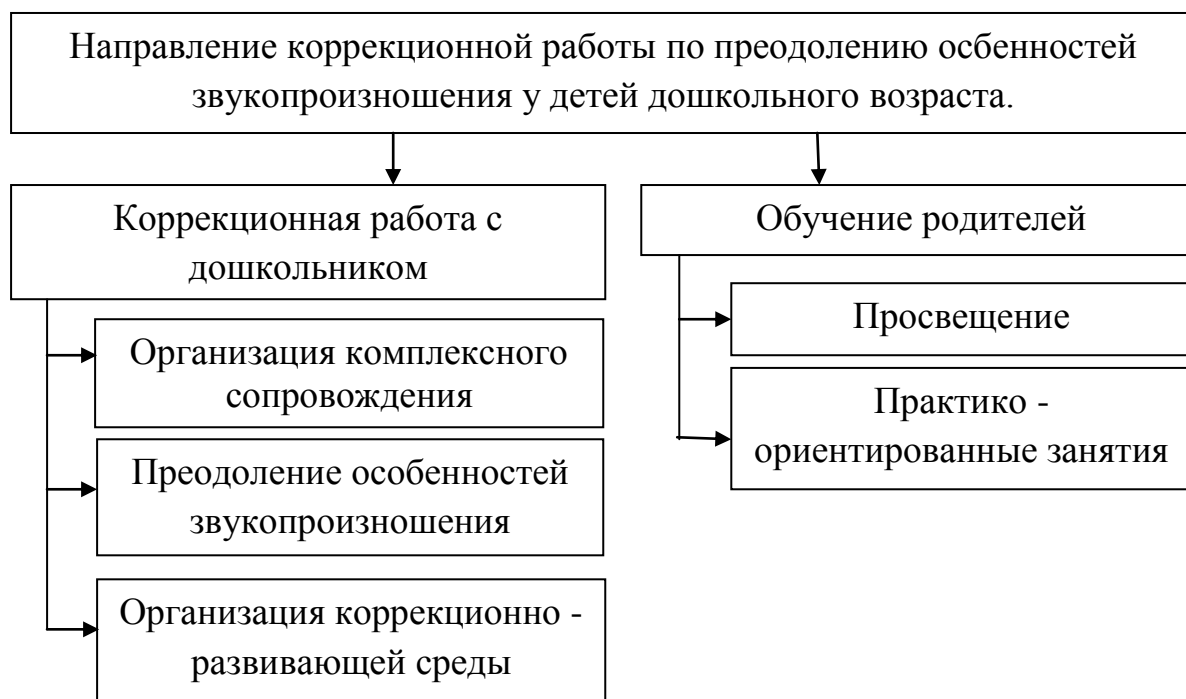 Направление коррекционной работы по преодолению осбенностей
звукопроизношения у детей дошкольного возраста.
Коррекционная работа с
дошкольником
Организация комплексного
сопровождения
Преодоление особенностей
звукопроизношения
Организация коррекционно -
развивающей среды
Обучение родителей
Просвещение
Практико -
ориентированные занятия